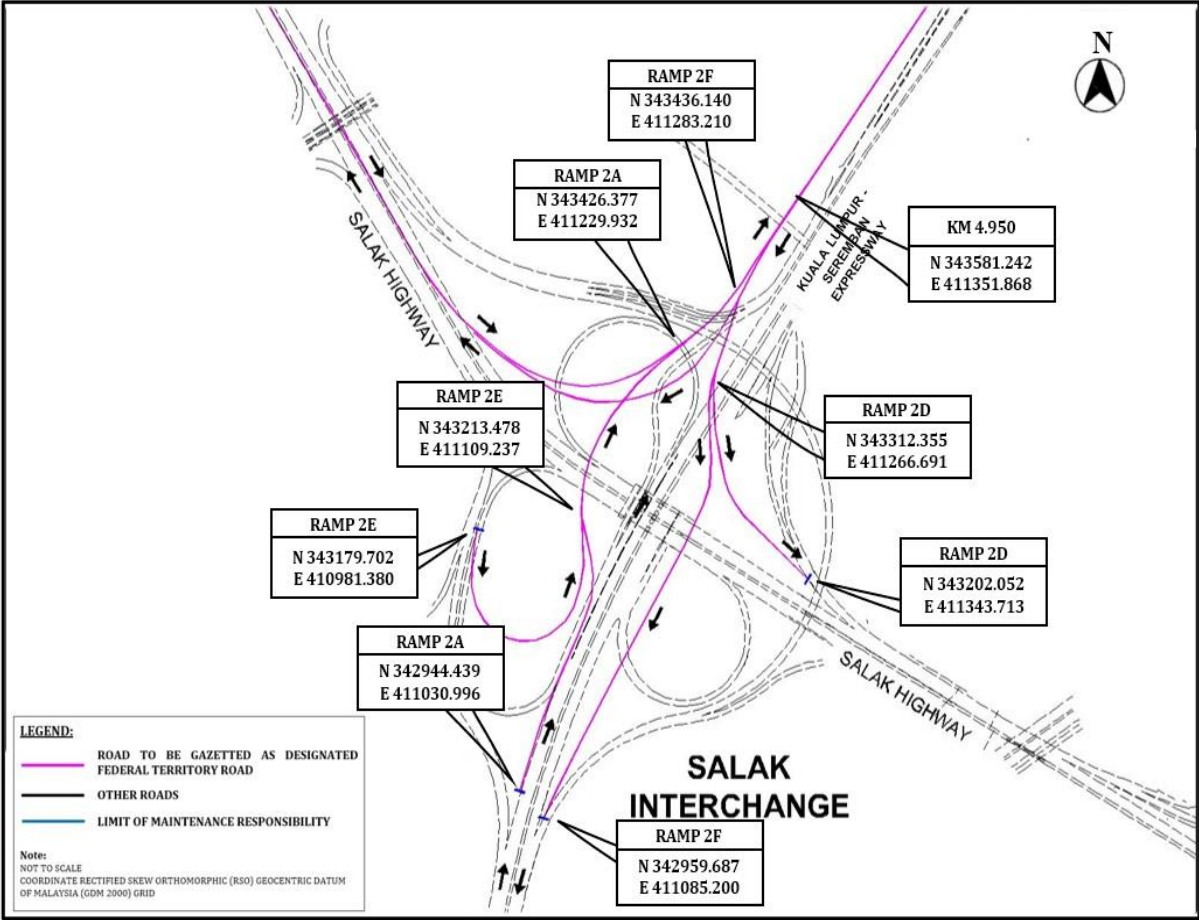 N
RAMP 2F
N 343436.140
E 411283.210
RAMP 2A
N 343426.377
E 411229.932
SALAK HIGHWAY
KUALA LUMPUR -
SEREMBAN
EXPRESSWAY
KM 4.950
N 343581.242
E 411351.868
RAMP 2E
N 343213.478
E 411109.237
RAMP 2D
N 343312.355
E 411266.691
RAMP 2E
N 343179.702
E 410981.380
RAMP 2D
N 343202.052
E 411343.713
RAMP 2A
N 342944.439
E 411030.996
SALAK HIGHWAY
SALAK
INTERCHANGE
RAMP 2F
N 342959.687
E 411085.200
LEGEND:
ROAD TO BE GAZETTED AS DESIGNATED
FEDERAL TERRITORY ROAD
OTHER ROADS
LIMIT OF MAINTENANCE RESPONSIBILITY
Note:
NOT TO SCALE
COORDINATE RECTIFIED SKEW ORTHOMORPHIC (RSO) GEOCENTRIC DATUM
OF MALAYSIA (GDM 2000) GRID